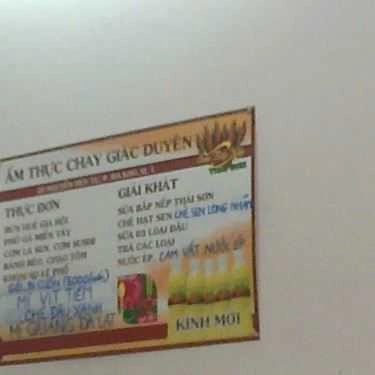 ẨM THỰC CHAY GIÁC DUYÊN
THỰC ĐƠN
BÚN HUẾ GIA HỘI
PHỞ GÀ MIỀN TÂY
CƠM LÁ SEN, CƠM SUSHI
BÁNH BÈO, CHẠO TÔM
MÌ VỊT TIỀM
CHÈ ĐẬU XANH
MÌ QUẢNG ĐÀ LẠT
GIẢI KHÁT
SỮA BẮP NẾP THÁI SƠN
CHÈ HẠT SEN CHÈ SEN LONG NHÃN
SỮA 03 LOẠI ĐẬU
TRÀ CÁC LOẠI
NƯỚC ÉP. CAM VẮT NƯỚC ÉP
KÍNH MỜI